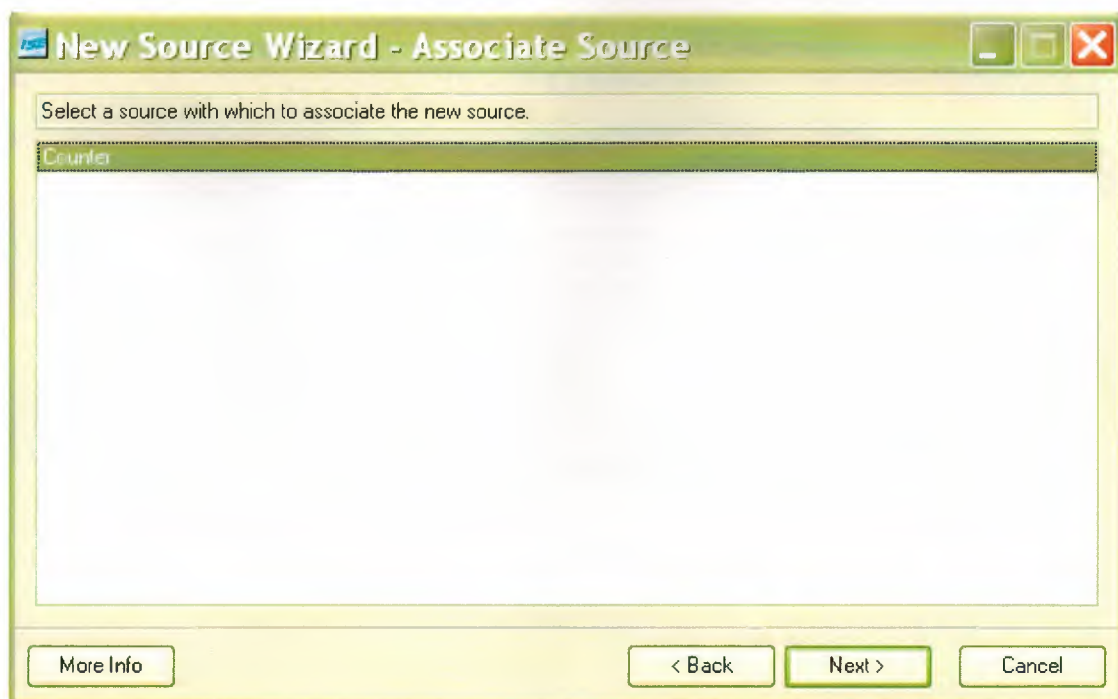 ISE New Source Wizard - Associate Source
Select a source with which to associate the new source.
Counter
More Info
< Back
Next >
Cancel